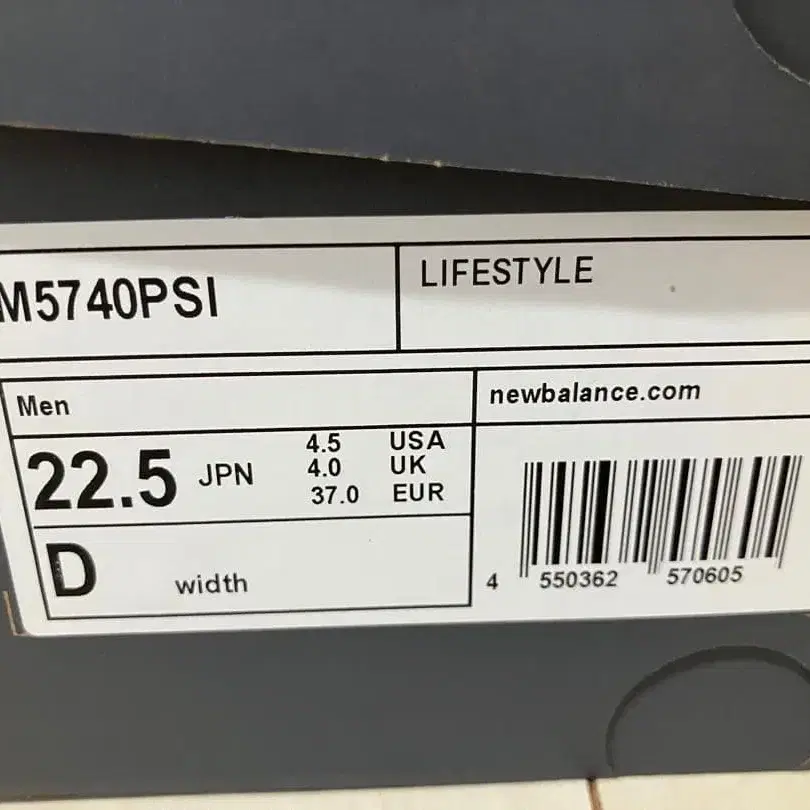 M5740PSI
LIFESTYLE
Men
newbalance.com
22.5 JPN
4.5 USA
4.0 UK
37.0 EUR
D width
4 550362 570605